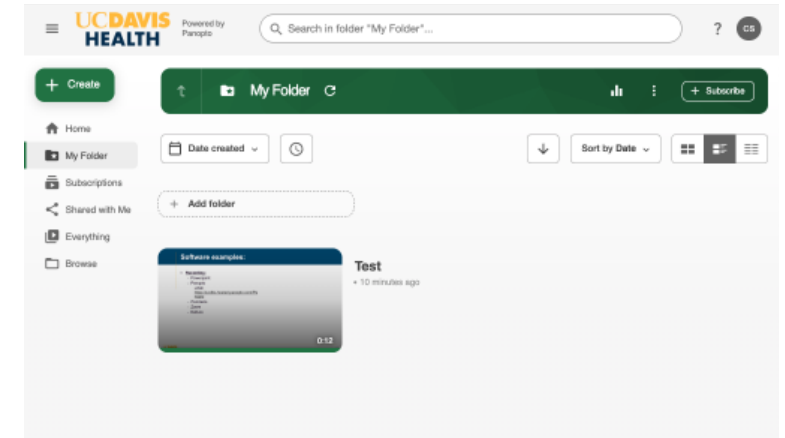 UCDAVIS
HEALTH
Powered by
Panopto
Search in folder "My Folder"...
?
CS
+ Create
My Folder
+ Subscribe
Home
My Folder
Subscriptions
Shared with Me
Everything
Browse
Date created
Sort by Date
+ Add folder
Software examples:
0:12
Test
• 10 minutes ago